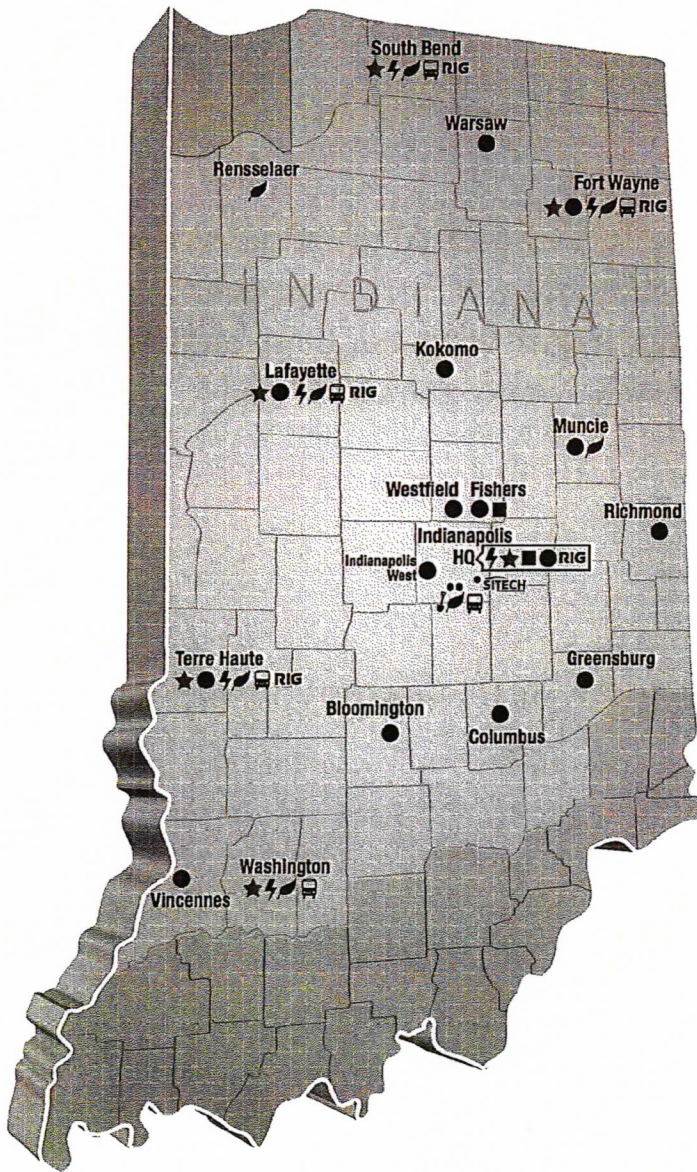 South Bend
RIG
Warsaw
Rensselaer
Fort Wayne
RIG
INDIANA
Kokomo
Lafayette
RIG
Muncie
Westfield
Fishers
Richmond
Indianapolis
HQ
RIG
Indianapolis
West
SITECH
Terre Haute
RIG
Greensburg
Bloomington
Columbus
Washington
Vincennes